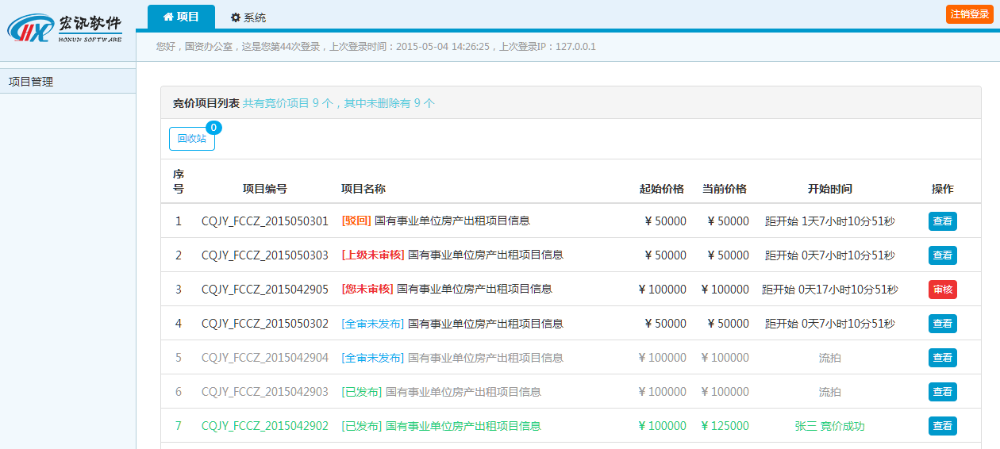 宏讯软件
HONXUN SOFTWARE
项目 系统
注销登录
您好，国资办公室，这是您第44次登录，上次登录时间：2015-05-04 14:26:25，上次登录IP：127.0.0.1
项目管理
竞价项目列表 共有竞价项目 9 个，其中未删除有 9 个
回收站 0
序号 项目编号 项目名称 起始价格 当前价格 开始时间 操作
1 CQJY_FCCZ_2015050301 [驳回] 国有事业单位房产出租项目信息 ¥ 50000 ¥ 50000 距开始 1天7小时10分51秒 查看
2 CQJY_FCCZ_2015050303 [上级未审核] 国有事业单位房产出租项目信息 ¥ 50000 ¥ 50000 距开始 0天7小时10分51秒 查看
3 CQJY_FCCZ_2015042905 [您未审核] 国有事业单位房产出租项目信息 ¥ 100000 ¥ 100000 距开始 0天17小时10分51秒 审核
4 CQJY_FCCZ_2015050302 [全审未发布] 国有事业单位房产出租项目信息 ¥ 50000 ¥ 50000 距开始 0天7小时10分51秒 查看
5 CQJY_FCCZ_2015042904 [全审未发布] 国有事业单位房产出租项目信息 ¥ 100000 ¥ 100000 流拍 查看
6 CQJY_FCCZ_2015042903 [已发布] 国有事业单位房产出租项目信息 ¥ 100000 ¥ 100000 流拍 查看
7 CQJY_FCCZ_2015042902 [已发布] 国有事业单位房产出租项目信息 ¥ 100000 ¥ 125000 张三 竞价成功 查看